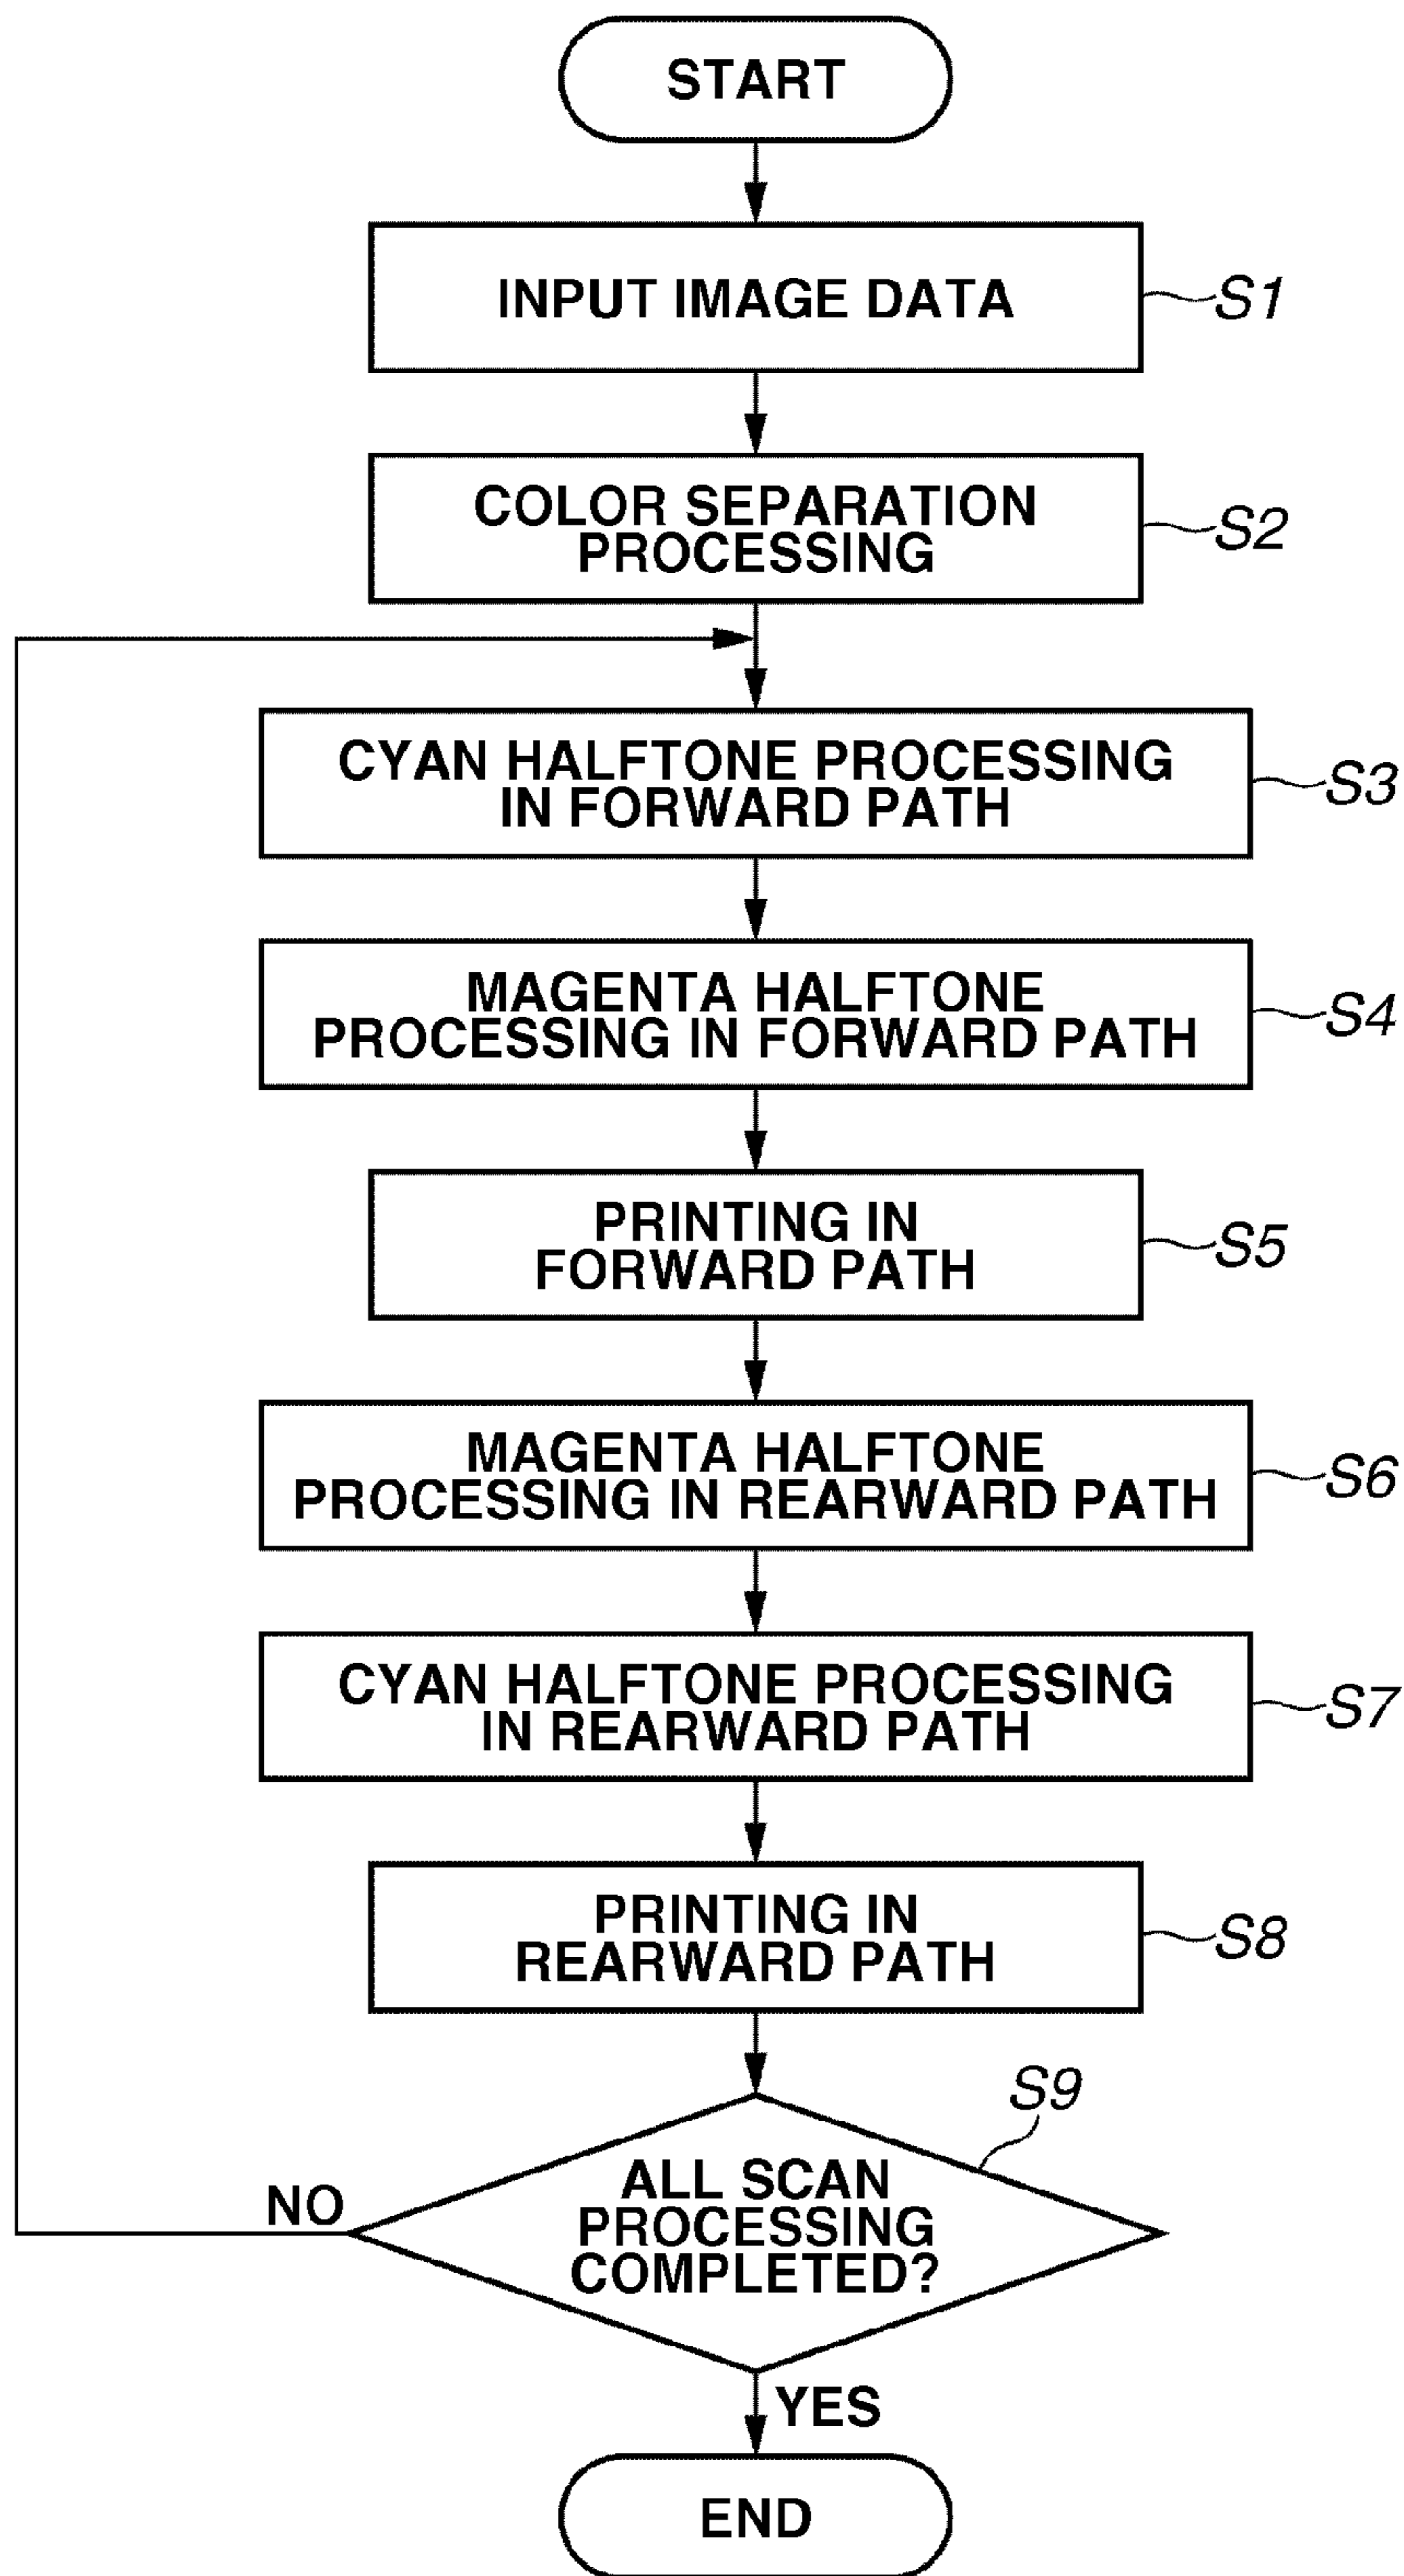 START
INPUT IMAGE DATA
S1
COLOR SEPARATION
PROCESSING
S2
CYAN HALFTONE PROCESSING
IN FORWARD PATH
S3
MAGENTA HALFTONE
PROCESSING IN FORWARD PATH
S4
PRINTING IN
FORWARD PATH
S5
MAGENTA HALFTONE
PROCESSING IN REARWARD PATH
S6
CYAN HALFTONE PROCESSING
IN REARWARD PATH
S7
PRINTING IN
REARWARD PATH
S8
S9
ALL SCAN
PROCESSING
COMPLETED?
NO
YES
END